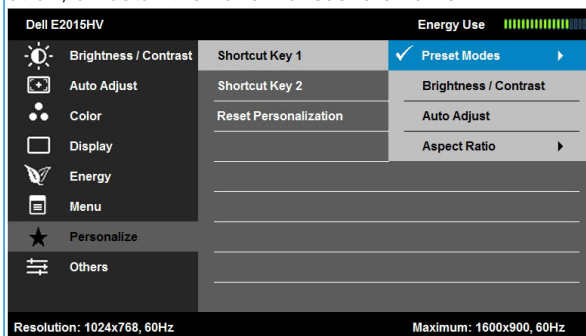 Dell E2015HV Energy Use
Brightness / Contrast Shortcut Key 1 Preset Modes
Auto Adjust Shortcut Key 2 Brightness / Contrast
Color Reset Personalization Auto Adjust
Display Aspect Ratio
Energy
Menu
Personalize
Others
Resolution: 1024x768, 60Hz Maximum: 1600x900, 60Hz